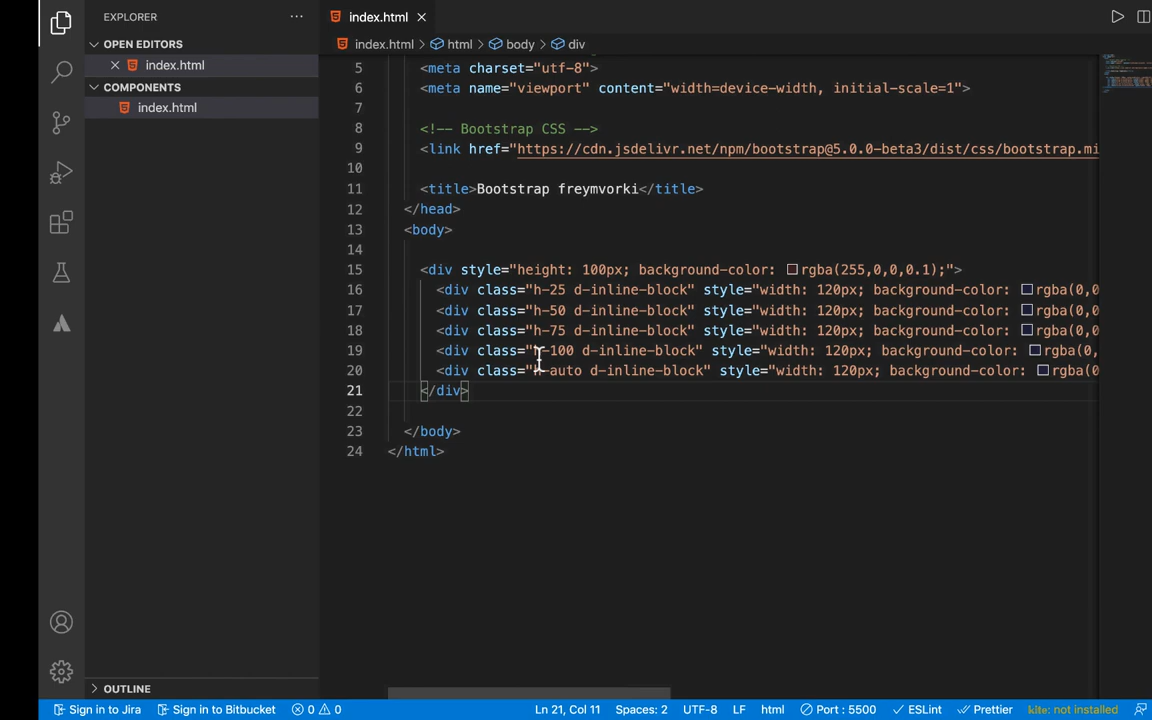 EXPLORER
OPEN EDITORS
index.html
COMPONENTS
index.html
OUTLINE
index.html
index.html > html > body > div
5 <meta charset="utf-8">
6 <meta name="viewport" content="width=device-width, initial-scale=1">
7
8 <!-- Bootstrap CSS -->
9 <link href="https://cdn.jsdelivr.net/npm/bootstrap@5.0.0-beta3/dist/css/bootstrap.mi
10
11 <title>Bootstrap freymvorki</title>
12 </head>
13 <body>
14
15 <div style="height: 100px; background-color: rgba(255,0,0,0.1);">
16 <div class="h-25 d-inline-block" style="width: 120px; background-color: rgba(0,0
17 <div class="h-50 d-inline-block" style="width: 120px; background-color: rgba(0,0
18 <div class="h-75 d-inline-block" style="width: 120px; background-color: rgba(0,0
19 <div class="h-100 d-inline-block" style="width: 120px; background-color: rgba(0,
20 <div class="h-auto d-inline-block" style="width: 120px; background-color: rgba(0
21 </div>
22
23 </body>
24 </html>
Sign in to Jira Sign in to Bitbucket 0 0 Ln 21, Col 11 Spaces: 2 UTF-8 LF html Port : 5500 ESLint Prettier kite: not installed